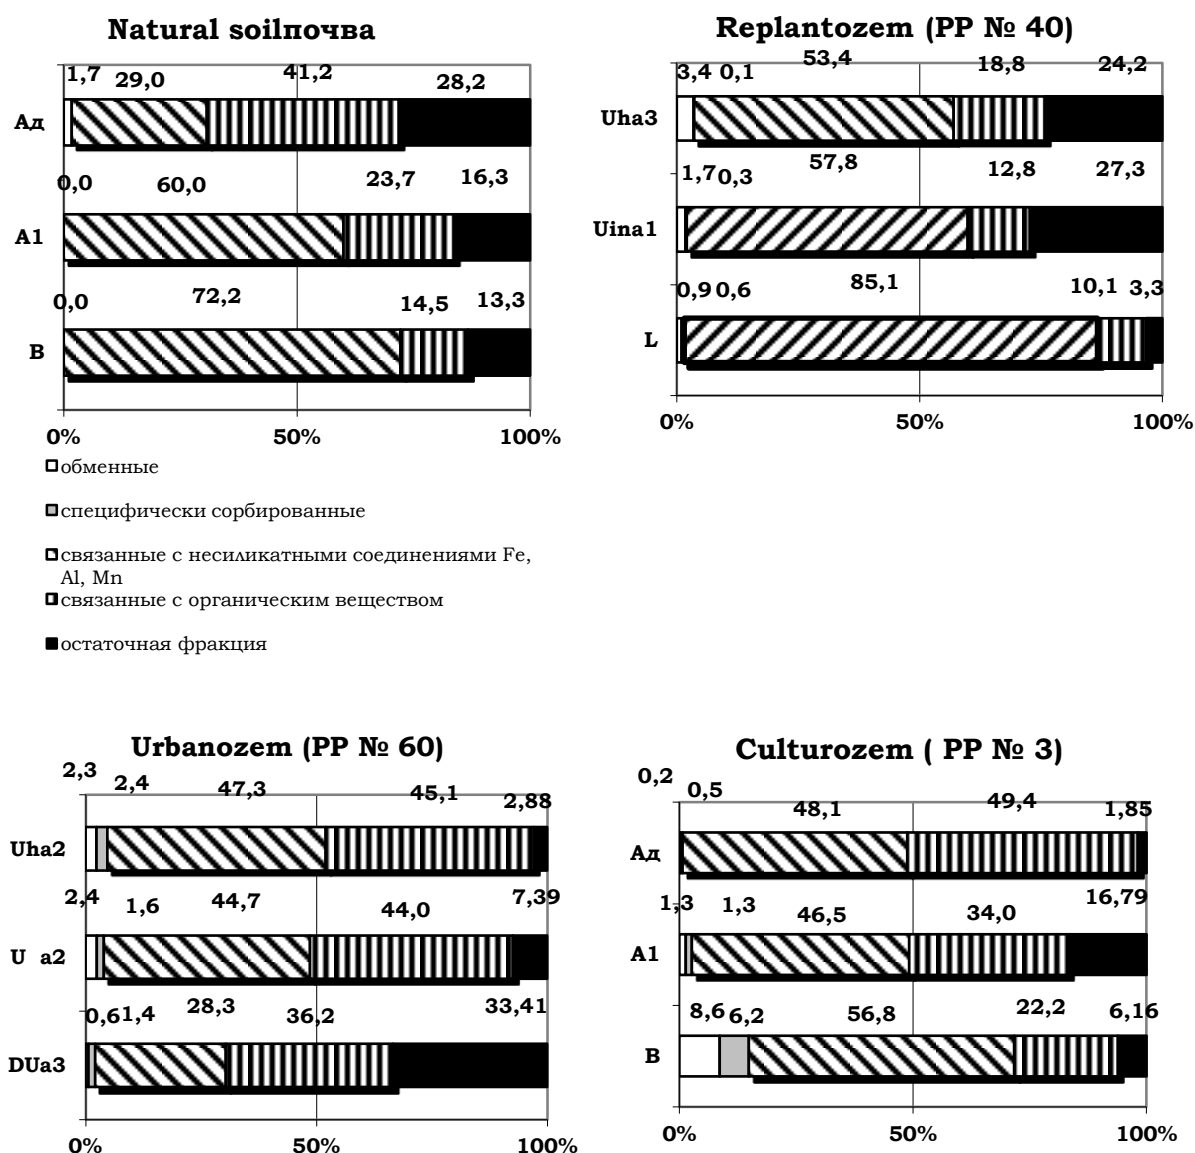 Natural soilпочва
1,7 29,0 41,2 28,2
Ад
0,0 60,0 23,7 16,3
А1
0,0 72,2 14,5 13,3
В
0% 50% 100%
Replantozem (PP № 40)
3,4 0,1 53,4 18,8 24,2
Uha3
1,7 0,3 57,8 12,8 27,3
Uina1
0,9 0,6 85,1 10,1 3,3
L
0% 50% 100%
обменные
специфически сорбированные
связанные с несиликатными соединениями Fe,
Al, Mn
связанные с органическим веществом
остаточная фракция
Urbanozem (PP № 60)
2,3 2,4 47,3 45,1 2,88
Uha2
2,4 1,6 44,7 44,0 7,39
U a2
0,6 1,4 28,3 36,2 33,41
DUa3
0% 50% 100%
Culturozem ( PP № 3)
0,2 0,5 48,1 49,4 1,85
Ад
1,3 1,3 46,5 34,0 16,79
А1
8,6 6,2 56,8 22,2 6,16
В
0% 50% 100%